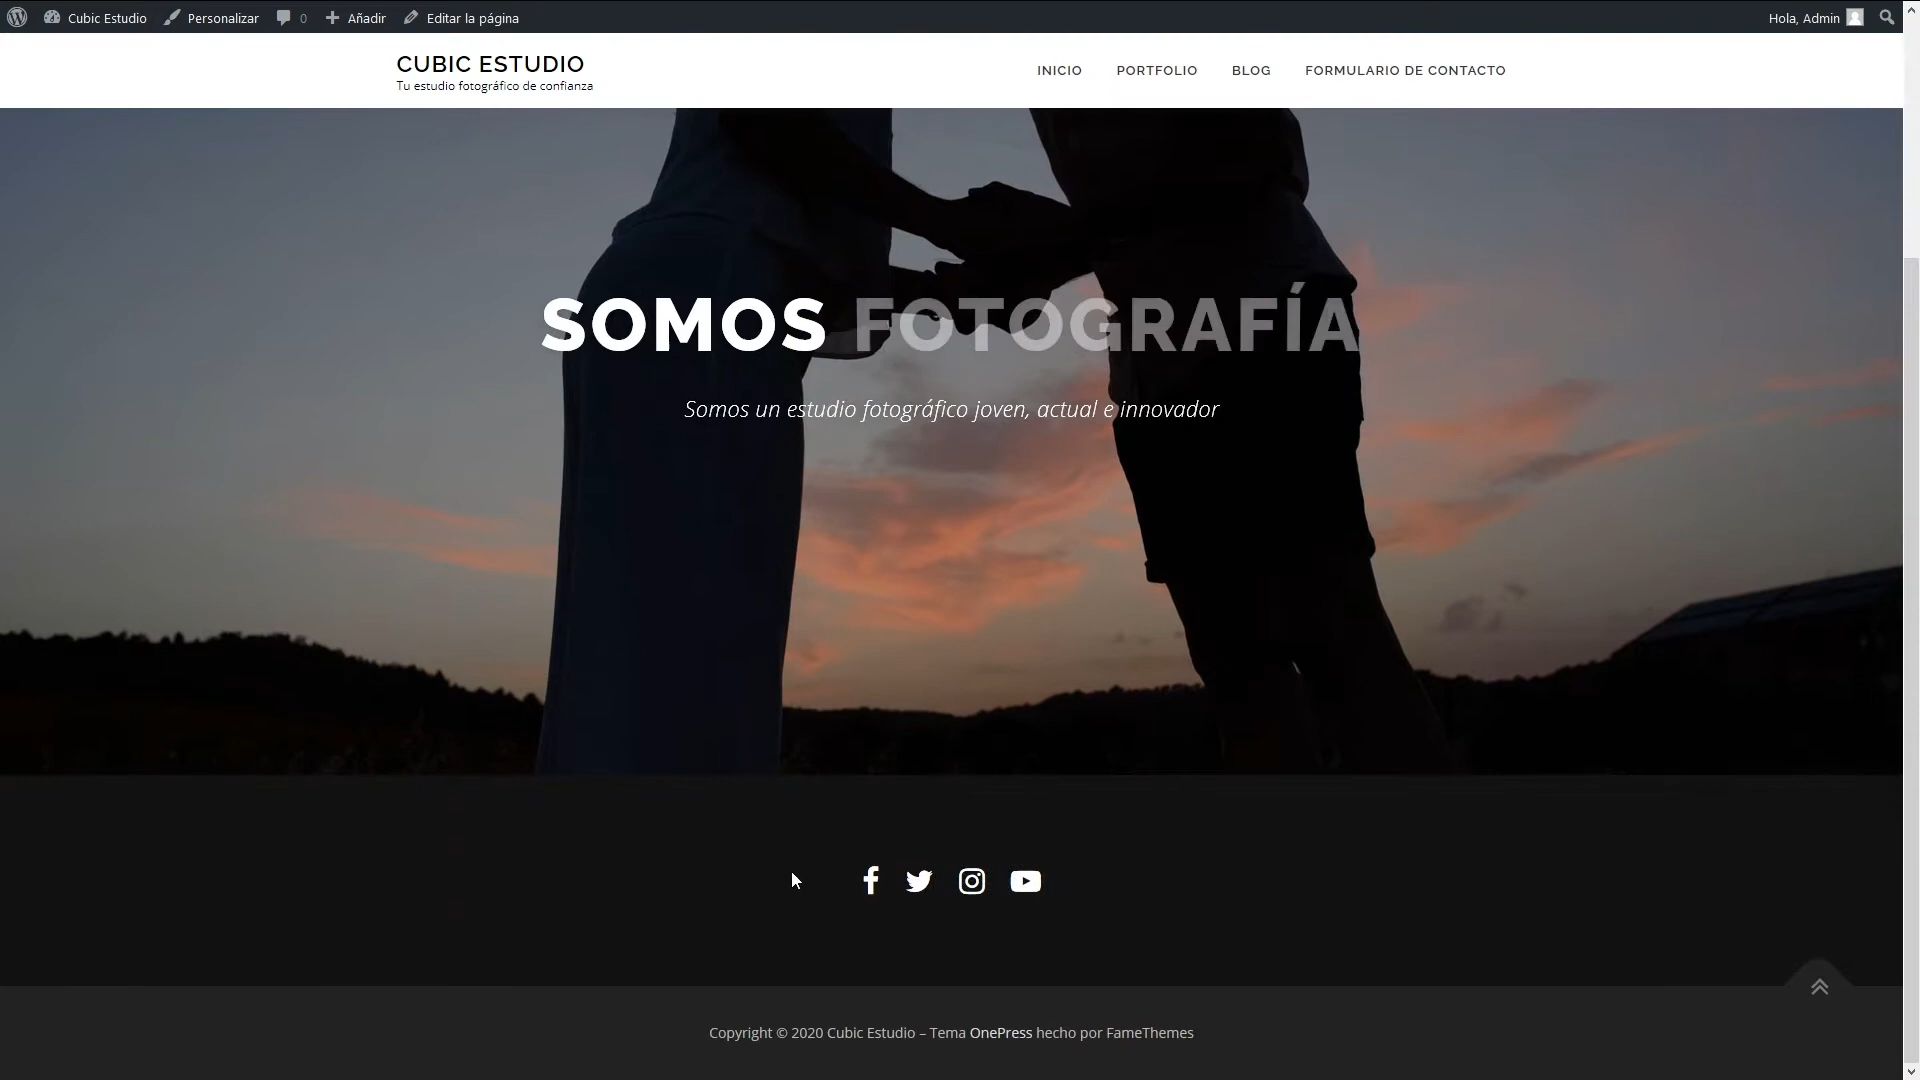 Cubic Estudio Personalizar 0 Añadir Editar la página Hola, Admin
CUBIC ESTUDIO
Tu estudio fotográfico de confianza
INICIO PORTFOLIO BLOG FORMULARIO DE CONTACTO
SOMOS FOTOGRAFÍA
Somos un estudio fotográfico joven, actual e innovador
Copyright © 2020 Cubic Estudio – Tema OnePress hecho por FameThemes